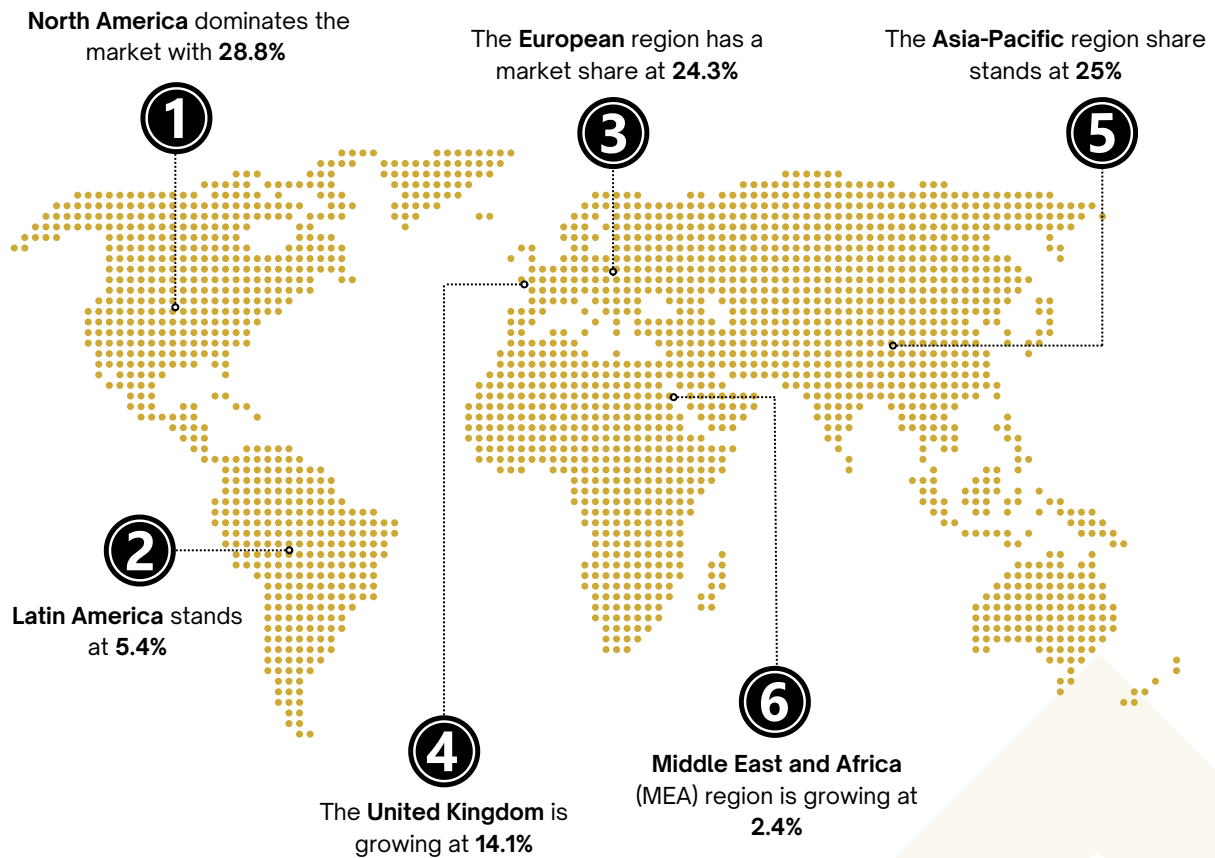 North America dominates the
market with 28.8%
1
The European region has a
market share at 24.3%
3
The Asia-Pacific region share
stands at 25%
5
2
Latin America stands
at 5.4%
4
The United Kingdom is
growing at 14.1%
6
Middle East and Africa
(MEA) region is growing at
2.4%